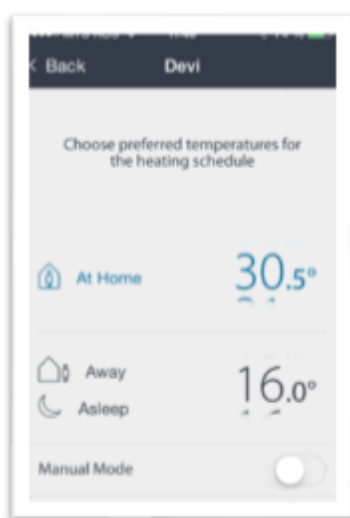 < Back Devi
Choose preferred temperatures for
the heating schedule
At Home 30.5°
Away
Asleep 16.0°
Manual Mode